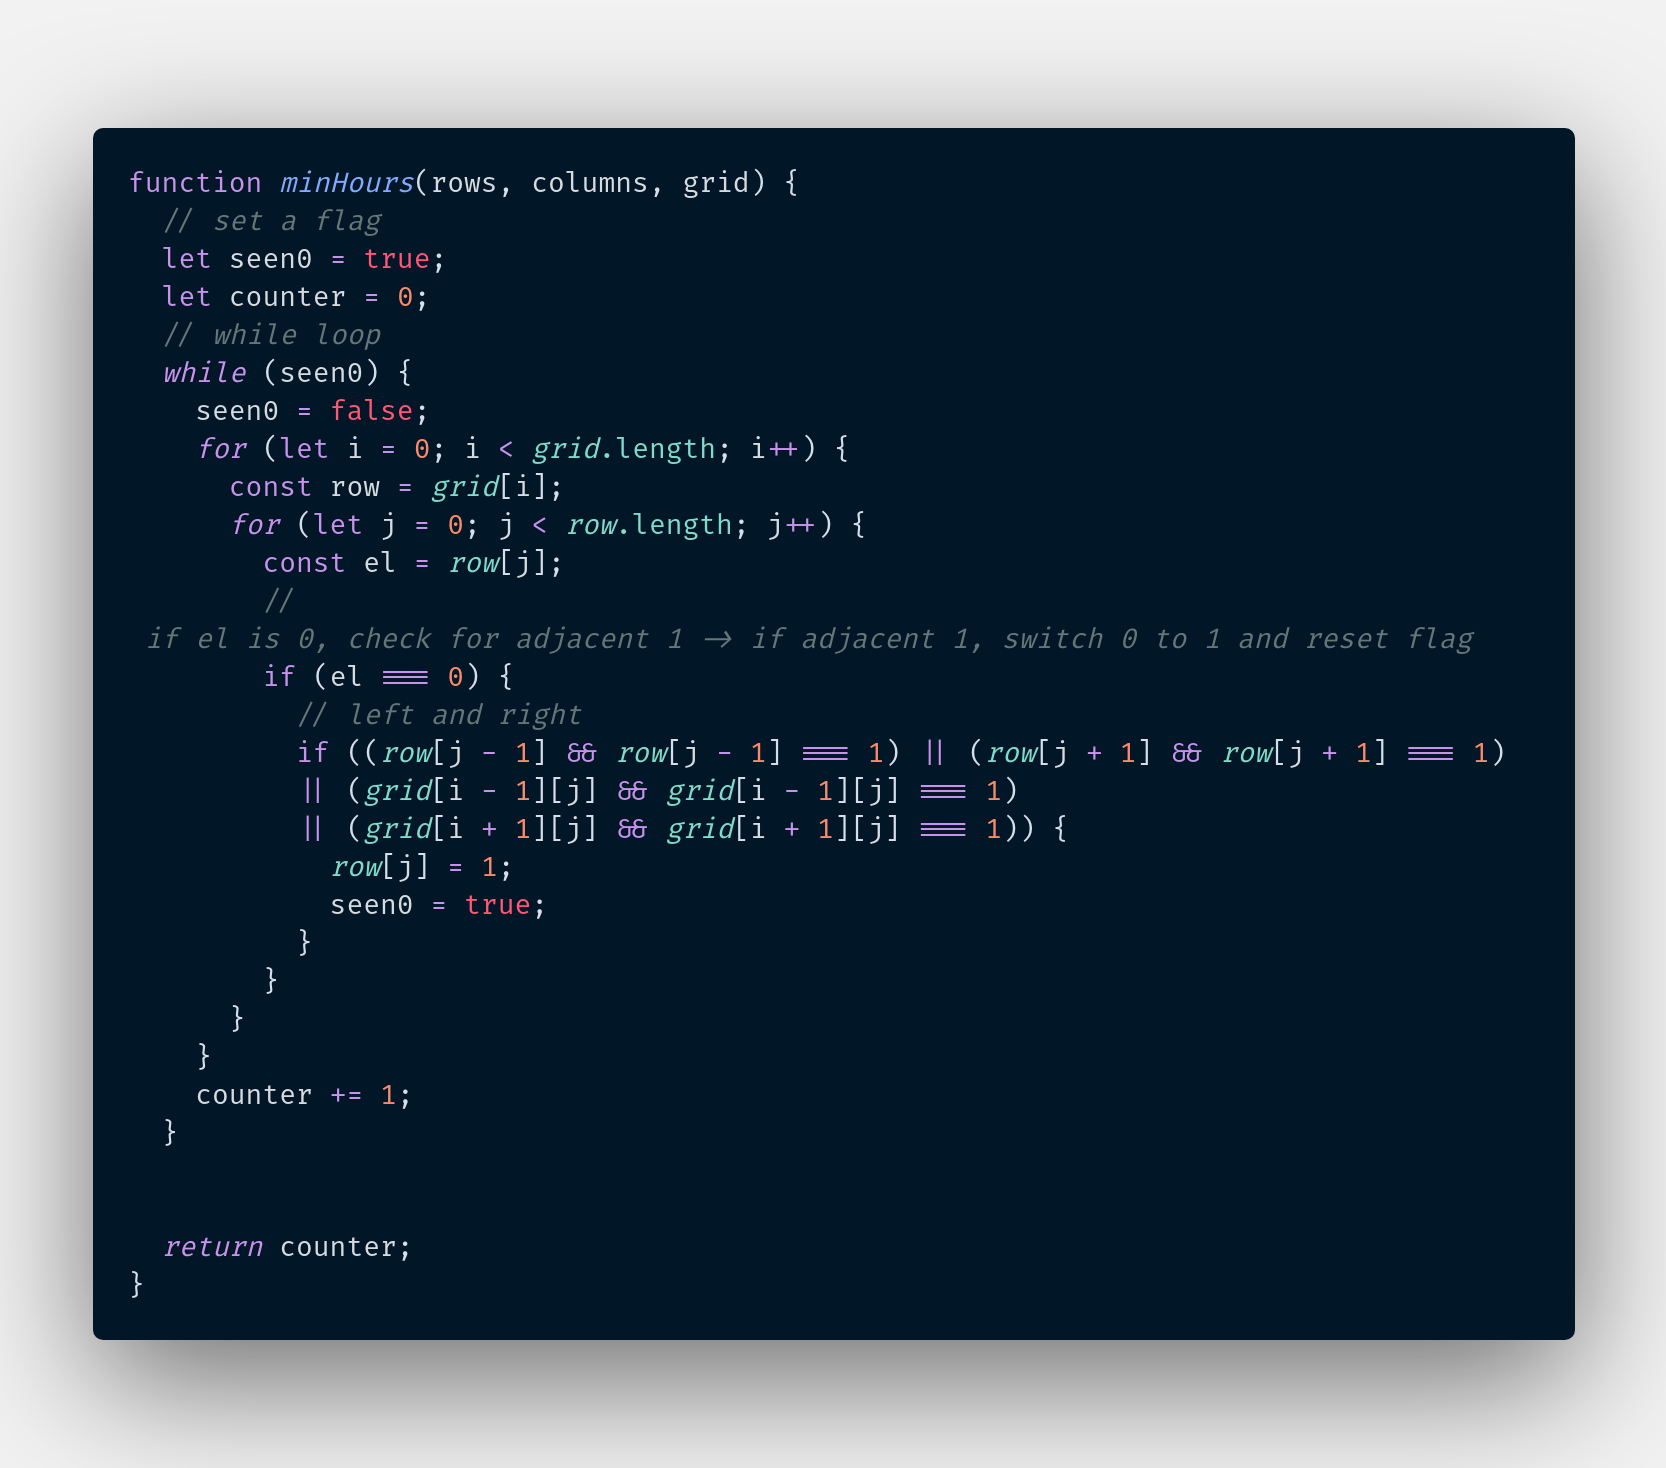 function minHours(rows, columns, grid) {
  // set a flag
  let seen0 = true;
  let counter = 0;
  // while loop
  while (seen0) {
    seen0 = false;
    for (let i = 0; i < grid.length; i++) {
      const row = grid[i];
      for (let j = 0; j < row.length; j++) {
        const el = row[j];
        //
 if el is 0, check for adjacent 1 -> if adjacent 1, switch 0 to 1 and reset flag
        if (el === 0) {
          // left and right
          if ((row[j - 1] && row[j - 1] === 1) || (row[j + 1] && row[j + 1] === 1)
          || (grid[i - 1][j] && grid[i - 1][j] === 1)
          || (grid[i + 1][j] && grid[i + 1][j] === 1)) {
            row[j] = 1;
            seen0 = true;
          }
        }
      }
    }
    counter += 1;
  }
  return counter;
}